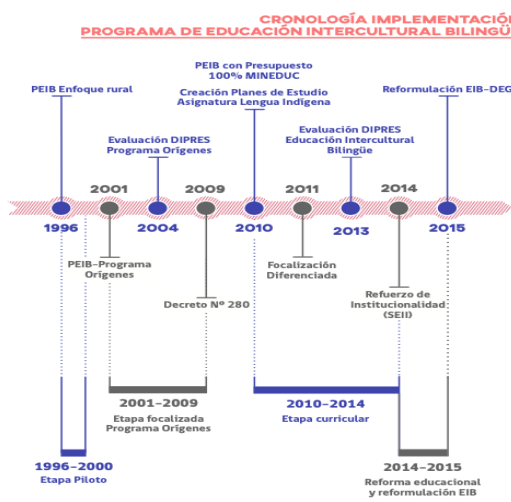 CRONOLOGÍA IMPLEMENTACIÓ
PROGRAMA DE EDUCACIÓN INTERCULTURAL BILINGÜ
PEIB con Presupuesto
100% MINEDUC
PEIB Enfoque rural
Creación Planes de Estudio
Asignatura Lengua Indígena
Reformulación EIB-DEG
Evaluación DIPRES
Programa Orígenes
Evaluación DIPRES
Educación Intercultural
Bilingüe
2001
2009
2011
2014
1996
2004
2010
2013
2015
PEIB-Programa
Orígenes
Focalización
Diferenciada
Decreto Nº 280
Refuerzo de
Institucionalidad
(SEII)
2001-2009
Etapa focalizada
Programa Orígenes
2010-2014
Etapa curricular
1996-2000
Etapa Piloto
2014-2015
Reforma educacional
y reformulación EIB